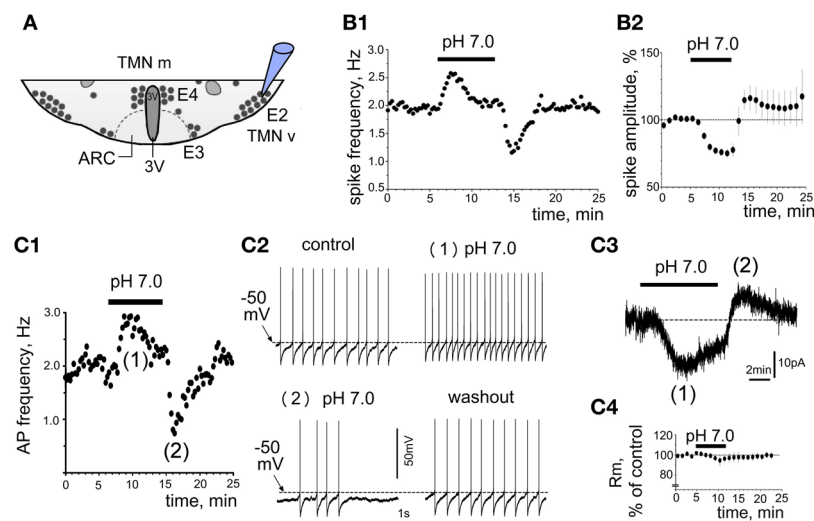 A
TMN m
3V
E4
E2
TMN v
E3
ARC
3V
B1
pH 7.0
spike frequency, Hz
3.0
2.5
2.0
1.5
1.0
0.5
0 5 10 15 20 25
time, min
B2
pH 7.0
spike amplitude, %
150
100
50
0 5 10 15 20 25
time, min
C1
pH 7.0
AP frequency, Hz
3.0
2.0
1.0
(1)
(2)
0 5 10 15 20 25
time, min
C2
control
(1) pH 7.0
-50
mV
(2) pH 7.0
washout
-50
mV
50mV
1s
C3
pH 7.0
(2)
(1)
2min
10pA
C4
pH 7.0
Rm,
% of control
120
100
80
0 5 10 15 20 25
time, min